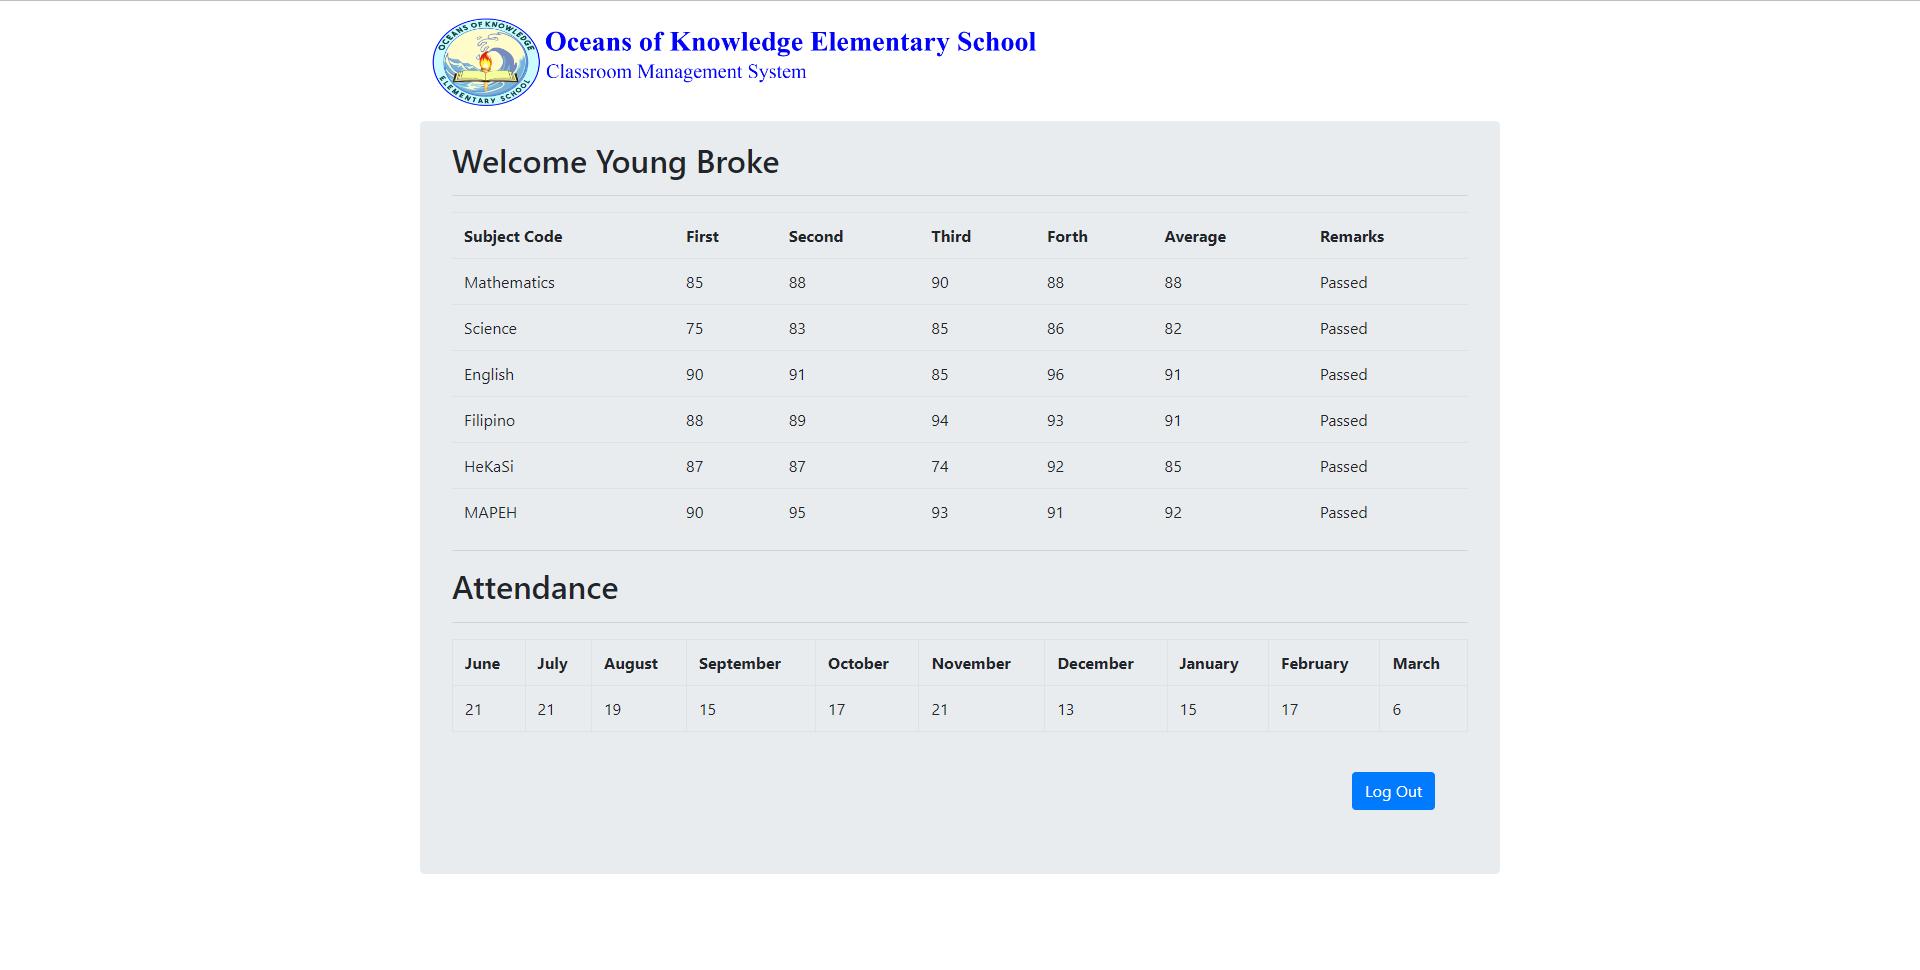 OCEANS OF KNOWLEDGE
ELEMENTARY SCHOOL
Oceans of Knowledge Elementary School
Classroom Management System
Welcome Young Broke
Subject Code First Second Third Forth Average Remarks
Mathematics 85 88 90 88 88 Passed
Science 75 83 85 86 82 Passed
English 90 91 85 96 91 Passed
Filipino 88 89 94 93 91 Passed
HeKaSi 87 87 74 92 85 Passed
MAPEH 90 95 93 91 92 Passed
Attendance
June July August September October November December January February March
21 21 19 15 17 21 13 15 17 6
Log Out